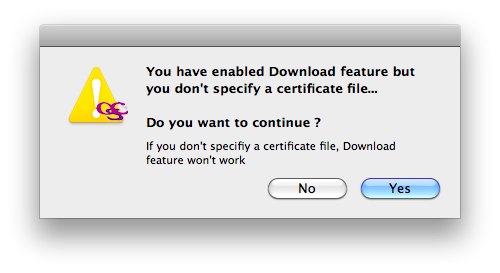 You have enabled Download feature but
you don't specify a certificate file...
Do you want to continue ?
If you don't specifiy a certificate file, Download
feature won't work
No
Yes